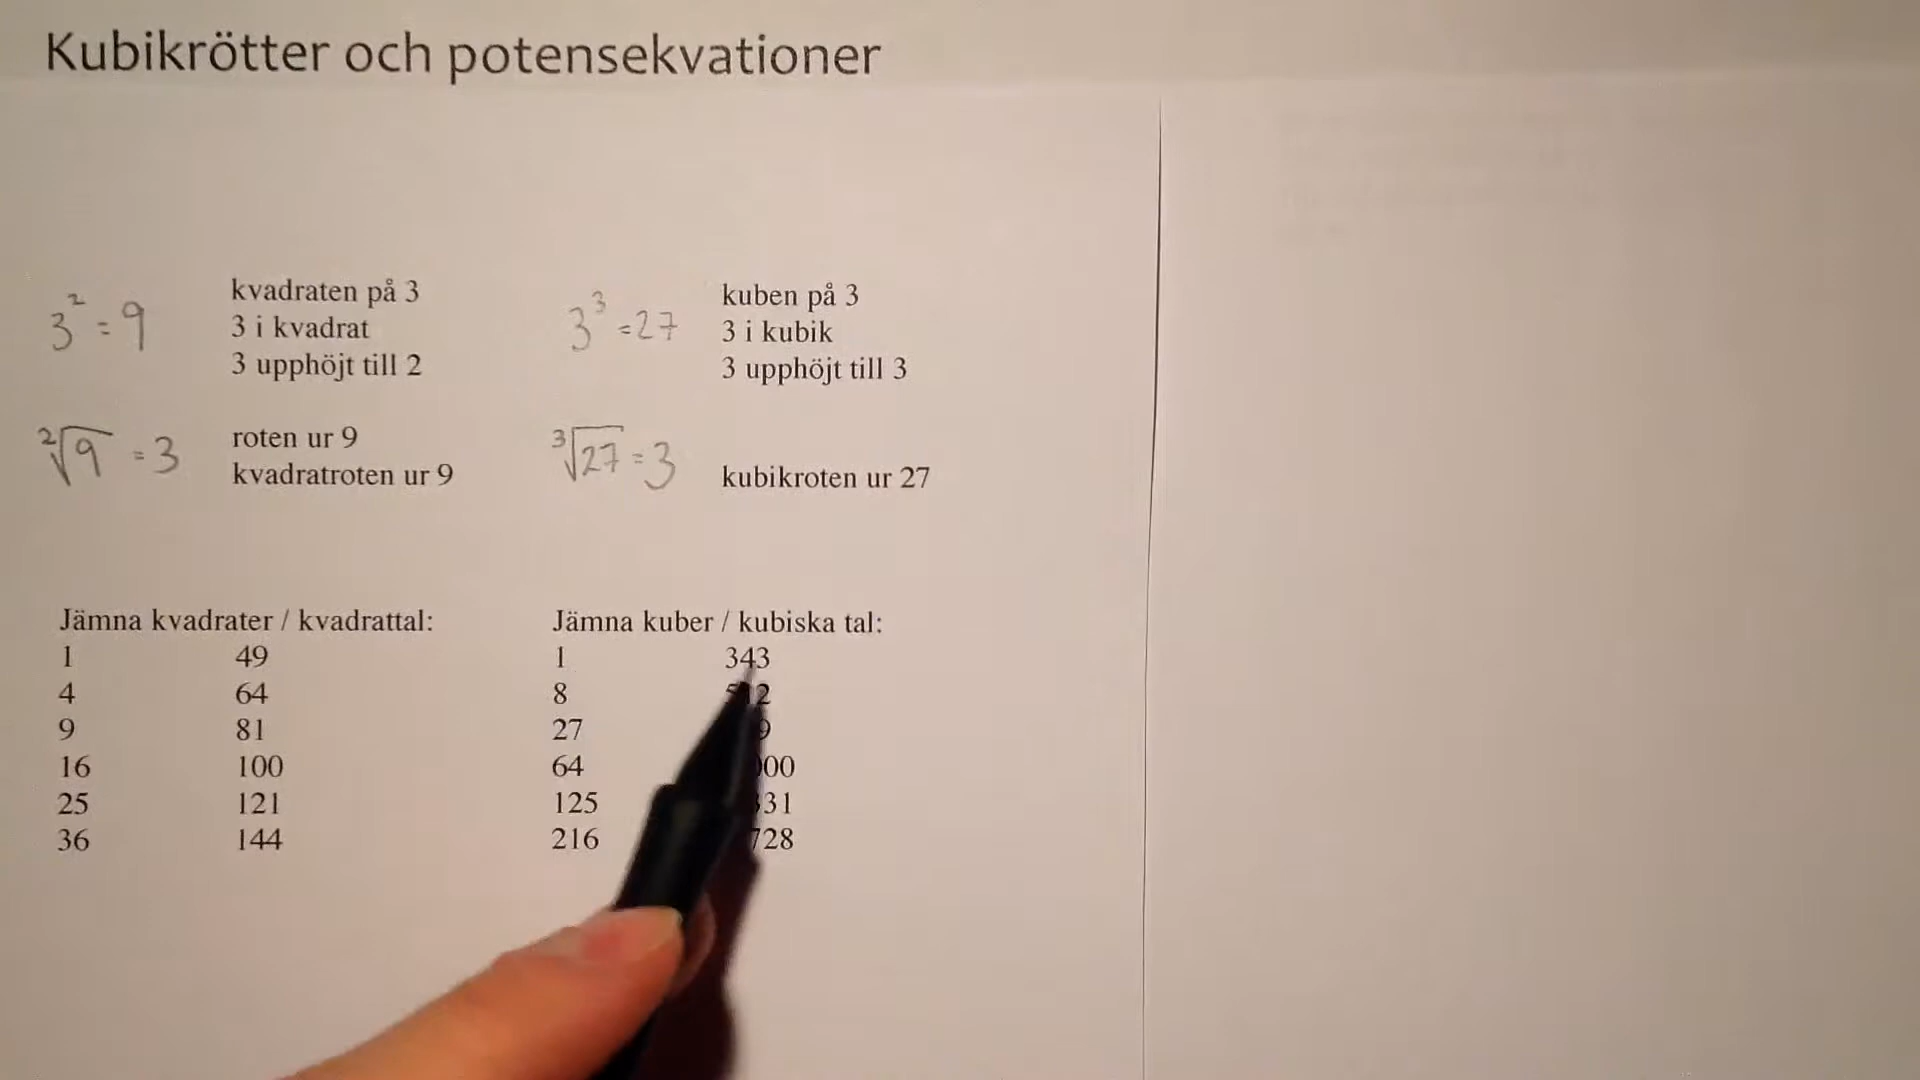 Kubikrötter och potensekvationer
3² = 9
kvadraten på 3
3 i kvadrat
3 upphöjt till 2
3³ = 27
kuben på 3
3 i kubik
3 upphöjt till 3
²√9 = 3
roten ur 9
kvadratroten ur 9
³√27 = 3
kubikroten ur 27
Jämna kvadrater / kvadrattal:
1 49
4 64
9 81
16 100
25 121
36 144
Jämna kuber / kubiska tal:
1 343
8
27
64
125
216